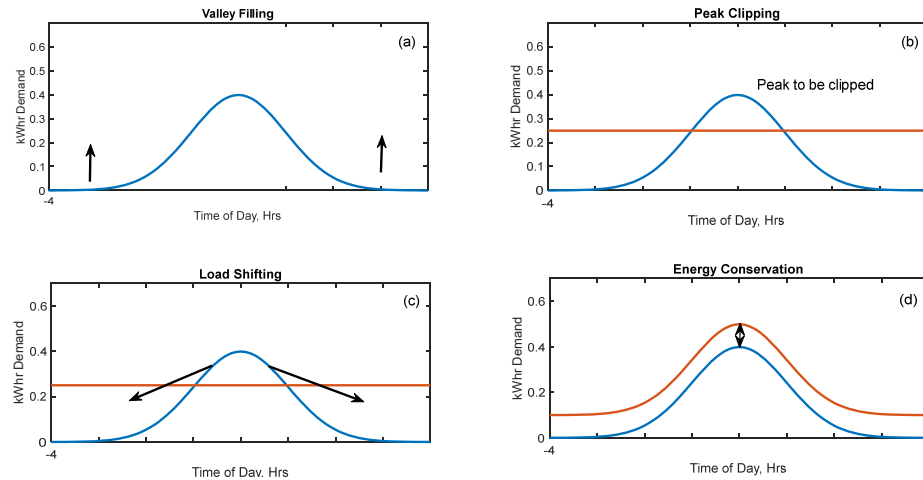 Valley Filling
(a)
0.6
0.5
0.4
0.3
0.2
0.1
0
kWhr Demand
-4
Time of Day, Hrs
Peak Clipping
(b)
Peak to be clipped
0.6
0.5
0.4
0.3
0.2
0.1
0
kWhr Demand
-4
Time of Day, Hrs
Load Shifting
(c)
0.6
0.4
0.2
0
kWhr Demand
-4
Time of Day, Hrs
Energy Conservation
(d)
0.6
0.4
0.2
0
kWhr Demand
-4
Time of Day, Hrs